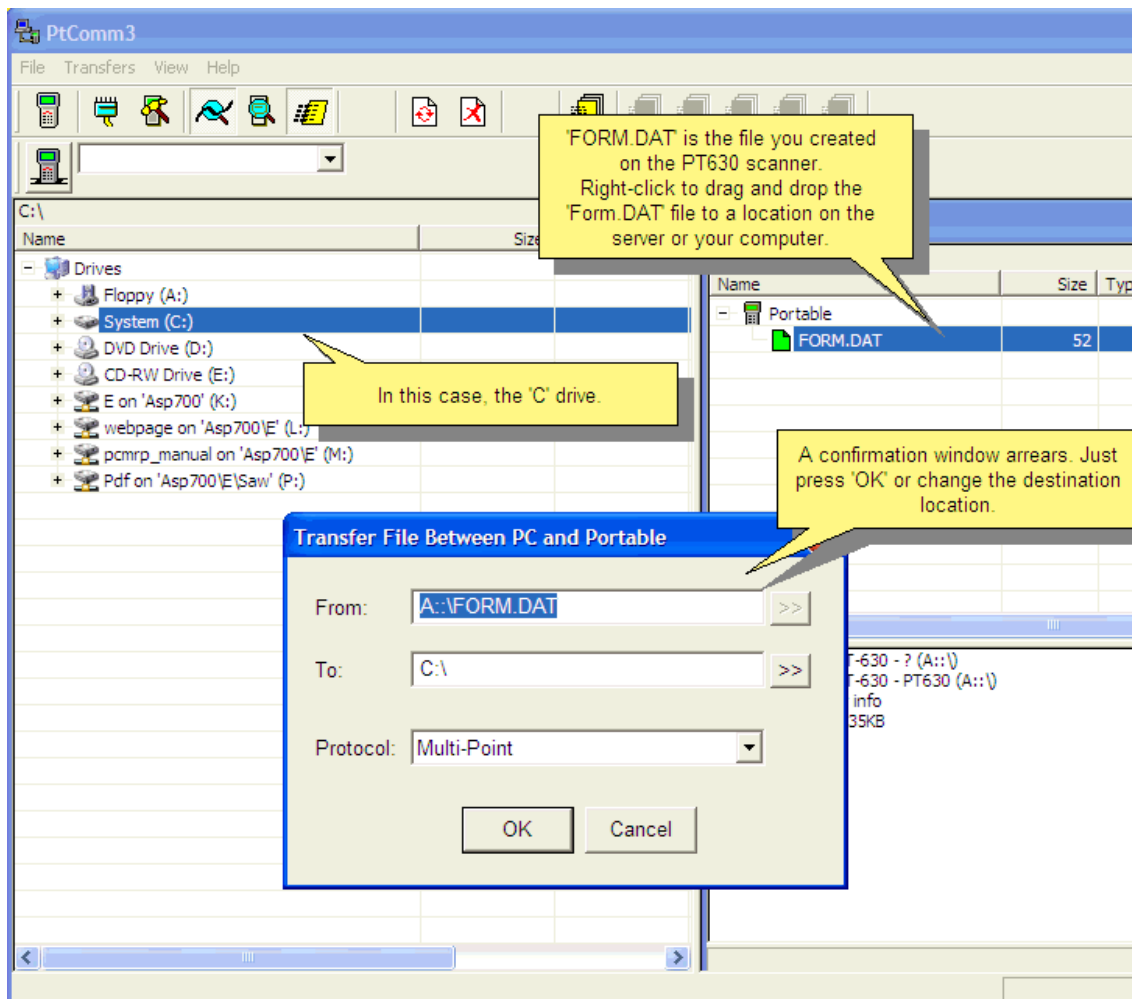 PtComm3
File Transfers View Help
'FORM.DAT' is the file you created
on the PT630 scanner.
Right-click to drag and drop the
'Form.DAT' file to a location on the
server or your computer.
C:\
Name Size
Drives
Floppy (A:)
System (C:)
DVD Drive (D:)
CD-RW Drive (E:)
E on 'Asp700' (K:)
webpage on 'Asp700\E' (L:)
pcmrp_manual on 'Asp700\E' (M:)
Pdf on 'Asp700\E\Saw' (P:)
In this case, the 'C' drive.
Name Size Typ
Portable
FORM.DAT 52
A confirmation window arrears. Just
press 'OK' or change the destination
location.
Transfer File Between PC and Portable
From: A::\FORM.DAT >>
To: C:\ >>
Protocol: Multi-Point
OK Cancel
T-630 - ? (A::\)
T-630 - PT630 (A::\)
info
35KB